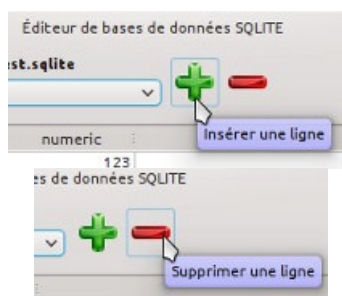 Éditeur de bases de données SQLITE
st.sqlite
Insérer une ligne
numeric
123
es de données SQLITE
Supprimer une ligne